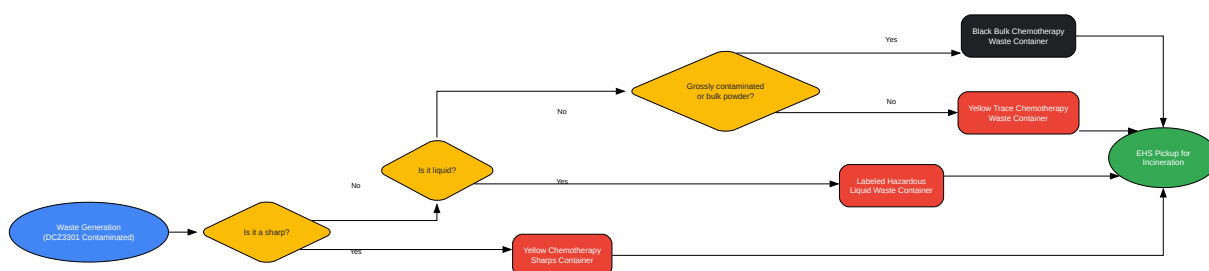 Waste Generation
(DCZ3301 Contaminated)
Is it a sharp?
No
Yes
Is it liquid?
No
Yes
Grossly contaminated
or bulk powder?
Yes
No
Black Bulk Chemotherapy
Waste Container
Yellow Trace Chemotherapy
Waste Container
Labeled Hazardous
Liquid Waste Container
Yellow Chemotherapy
Sharps Container
EHS Pickup for
Incineration